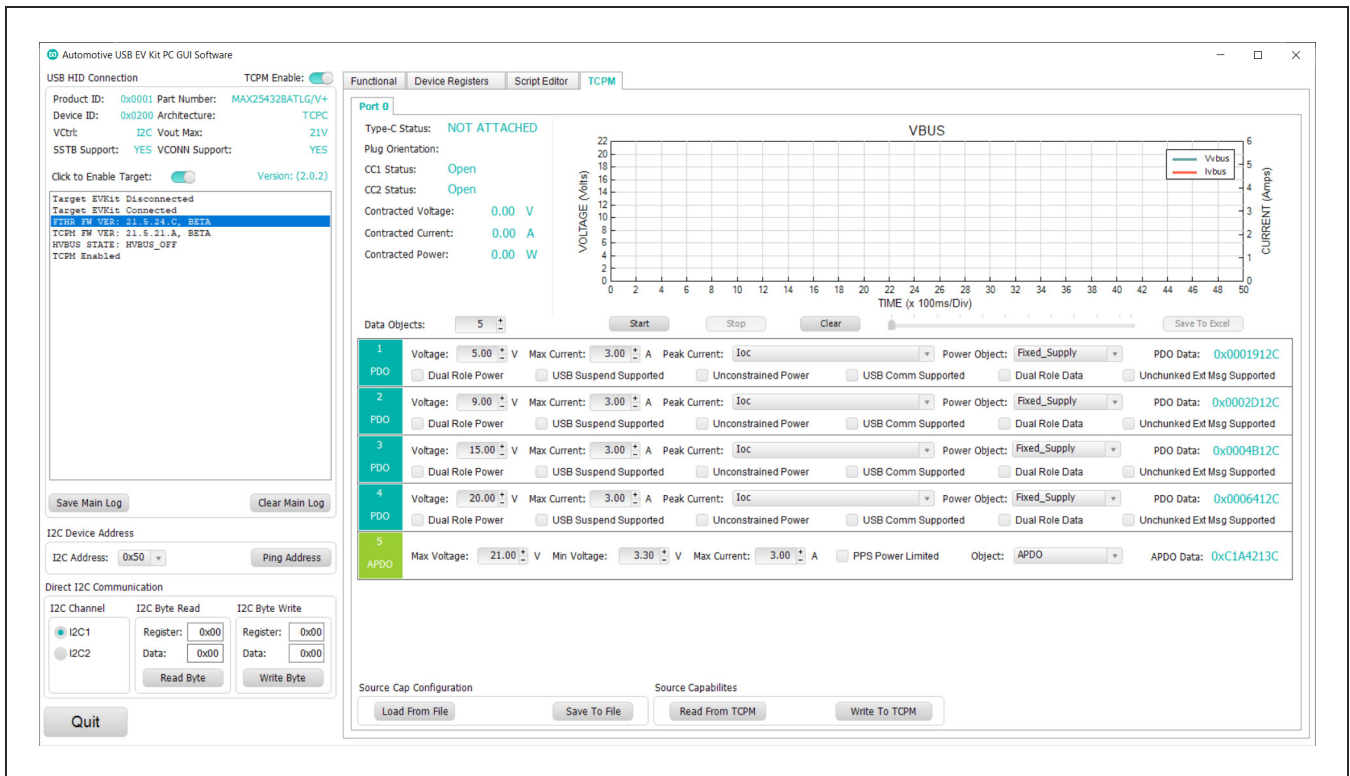 Automotive USB EV Kit PC GUI Software
USB HID Connection TCPM Enable:
Product ID: 0x0001 Part Number: MAX25432BATLG/V+
Device ID: 0x0200 Architecture: TCPC
VCtrl: I2C Vout Max: 21V
SSTB Support: YES VCONN Support: YES
Click to Enable Target: Version: (2.0.2)
Target EVKit Disconnected
Target EVKit Connected
FTHR FW VER: 21.5.24.C, BETA
TCPM FW VER: 21.5.21.A, BETA
HVBUS STATE: HVBUS_OFF
TCPM Enabled
Save Main Log Clear Main Log
I2C Device Address
I2C Address: 0x50 Ping Address
Direct I2C Communication
I2C Channel I2C Byte Read I2C Byte Write
I2C1 Register: 0x00 Register: 0x00
I2C2 Data: 0x00 Data: 0x00
Read Byte Write Byte
Quit
Functional Device Registers Script Editor TCPM
Port 0
Type-C Status: NOT ATTACHED
Plug Orientation:
CC1 Status: Open
CC2 Status: Open
Contracted Voltage: 0.00 V
Contracted Current: 0.00 A
Contracted Power: 0.00 W
VBUS
VOLTAGE (Volts)
22
20
18
16
14
12
10
8
6
4
2
0
Vvbus
Ivbus
6
5
4
3
2
1
0
CURRENT (Amps)
0 2 4 6 8 10 12 14 16 18 20 22 24 26 28 30 32 34 36 38 40 42 44 46 48 50
TIME (x 100ms/Div)
Data Objects: 5 Start Stop Clear Save To Excel
1 Voltage: 5.00 V Max Current: 3.00 A Peak Current: Ioc Power Object: Fixed_Supply PDO Data: 0x0001912C
PDO Dual Role Power USB Suspend Supported Unconstrained Power USB Comm Supported Dual Role Data Unchunked Ext Msg Supported
2 Voltage: 9.00 V Max Current: 3.00 A Peak Current: Ioc Power Object: Fixed_Supply PDO Data: 0x0002D12C
PDO Dual Role Power USB Suspend Supported Unconstrained Power USB Comm Supported Dual Role Data Unchunked Ext Msg Supported
3 Voltage: 15.00 V Max Current: 3.00 A Peak Current: Ioc Power Object: Fixed_Supply PDO Data: 0x0004B12C
PDO Dual Role Power USB Suspend Supported Unconstrained Power USB Comm Supported Dual Role Data Unchunked Ext Msg Supported
4 Voltage: 20.00 V Max Current: 3.00 A Peak Current: Ioc Power Object: Fixed_Supply PDO Data: 0x0006412C
PDO Dual Role Power USB Suspend Supported Unconstrained Power USB Comm Supported Dual Role Data Unchunked Ext Msg Supported
5
APDO Max Voltage: 21.00 V Min Voltage: 3.30 V Max Current: 3.00 A PPS Power Limited Object: APDO APDO Data: 0xC1A4213C
Source Cap Configuration Source Capabilites
Load From File Save To File Read From TCPM Write To TCPM